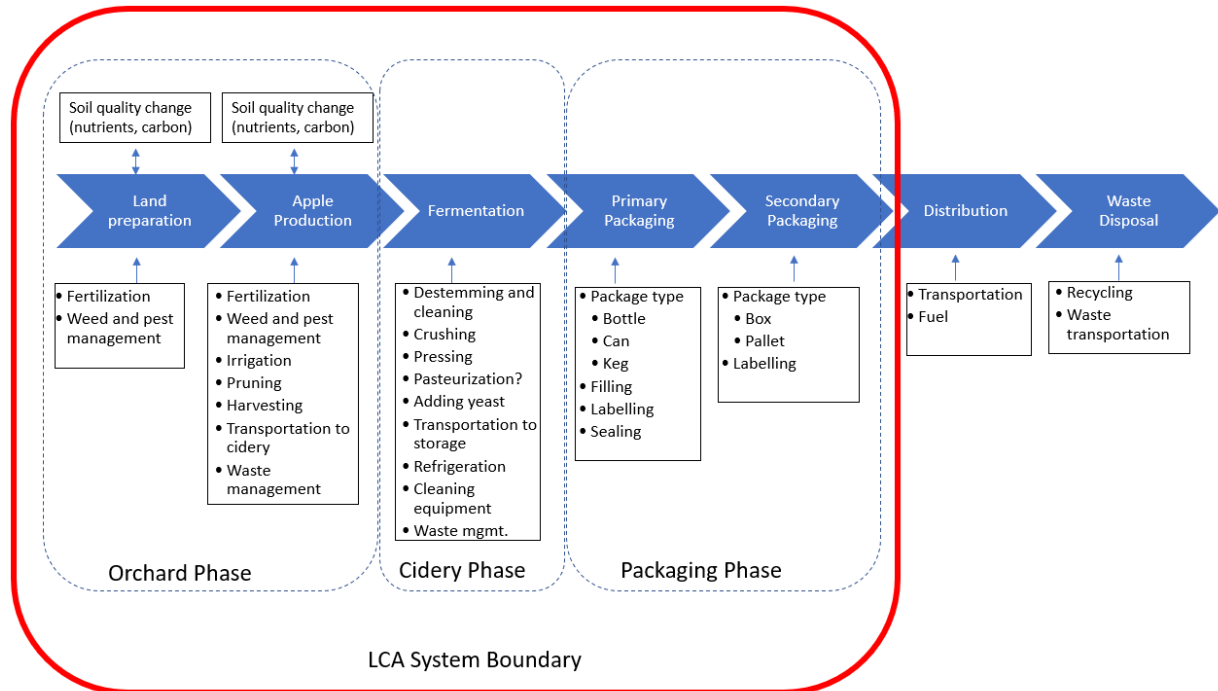 Soil quality change
(nutrients, carbon)
Soil quality change
(nutrients, carbon)
Land
preparation
Apple
Production
Fermentation
Primary
Packaging
Secondary
Packaging
Distribution
Waste
Disposal
• Fertilization
• Weed and pest
management
• Fertilization
• Weed and pest
management
• Irrigation
• Pruning
• Harvesting
• Transportation to
cidery
• Waste
management
• Destemming and
cleaning
• Crushing
• Pressing
• Pasteurization?
• Adding yeast
• Transportation to
storage
• Refrigeration
• Cleaning
equipment
• Waste mgmt.
• Package type
• Bottle
• Can
• Keg
• Filling
• Labelling
• Sealing
• Package type
• Box
• Pallet
• Labelling
• Transportation
• Fuel
• Recycling
• Waste
transportation
Orchard Phase
Cidery Phase
Packaging Phase
LCA System Boundary